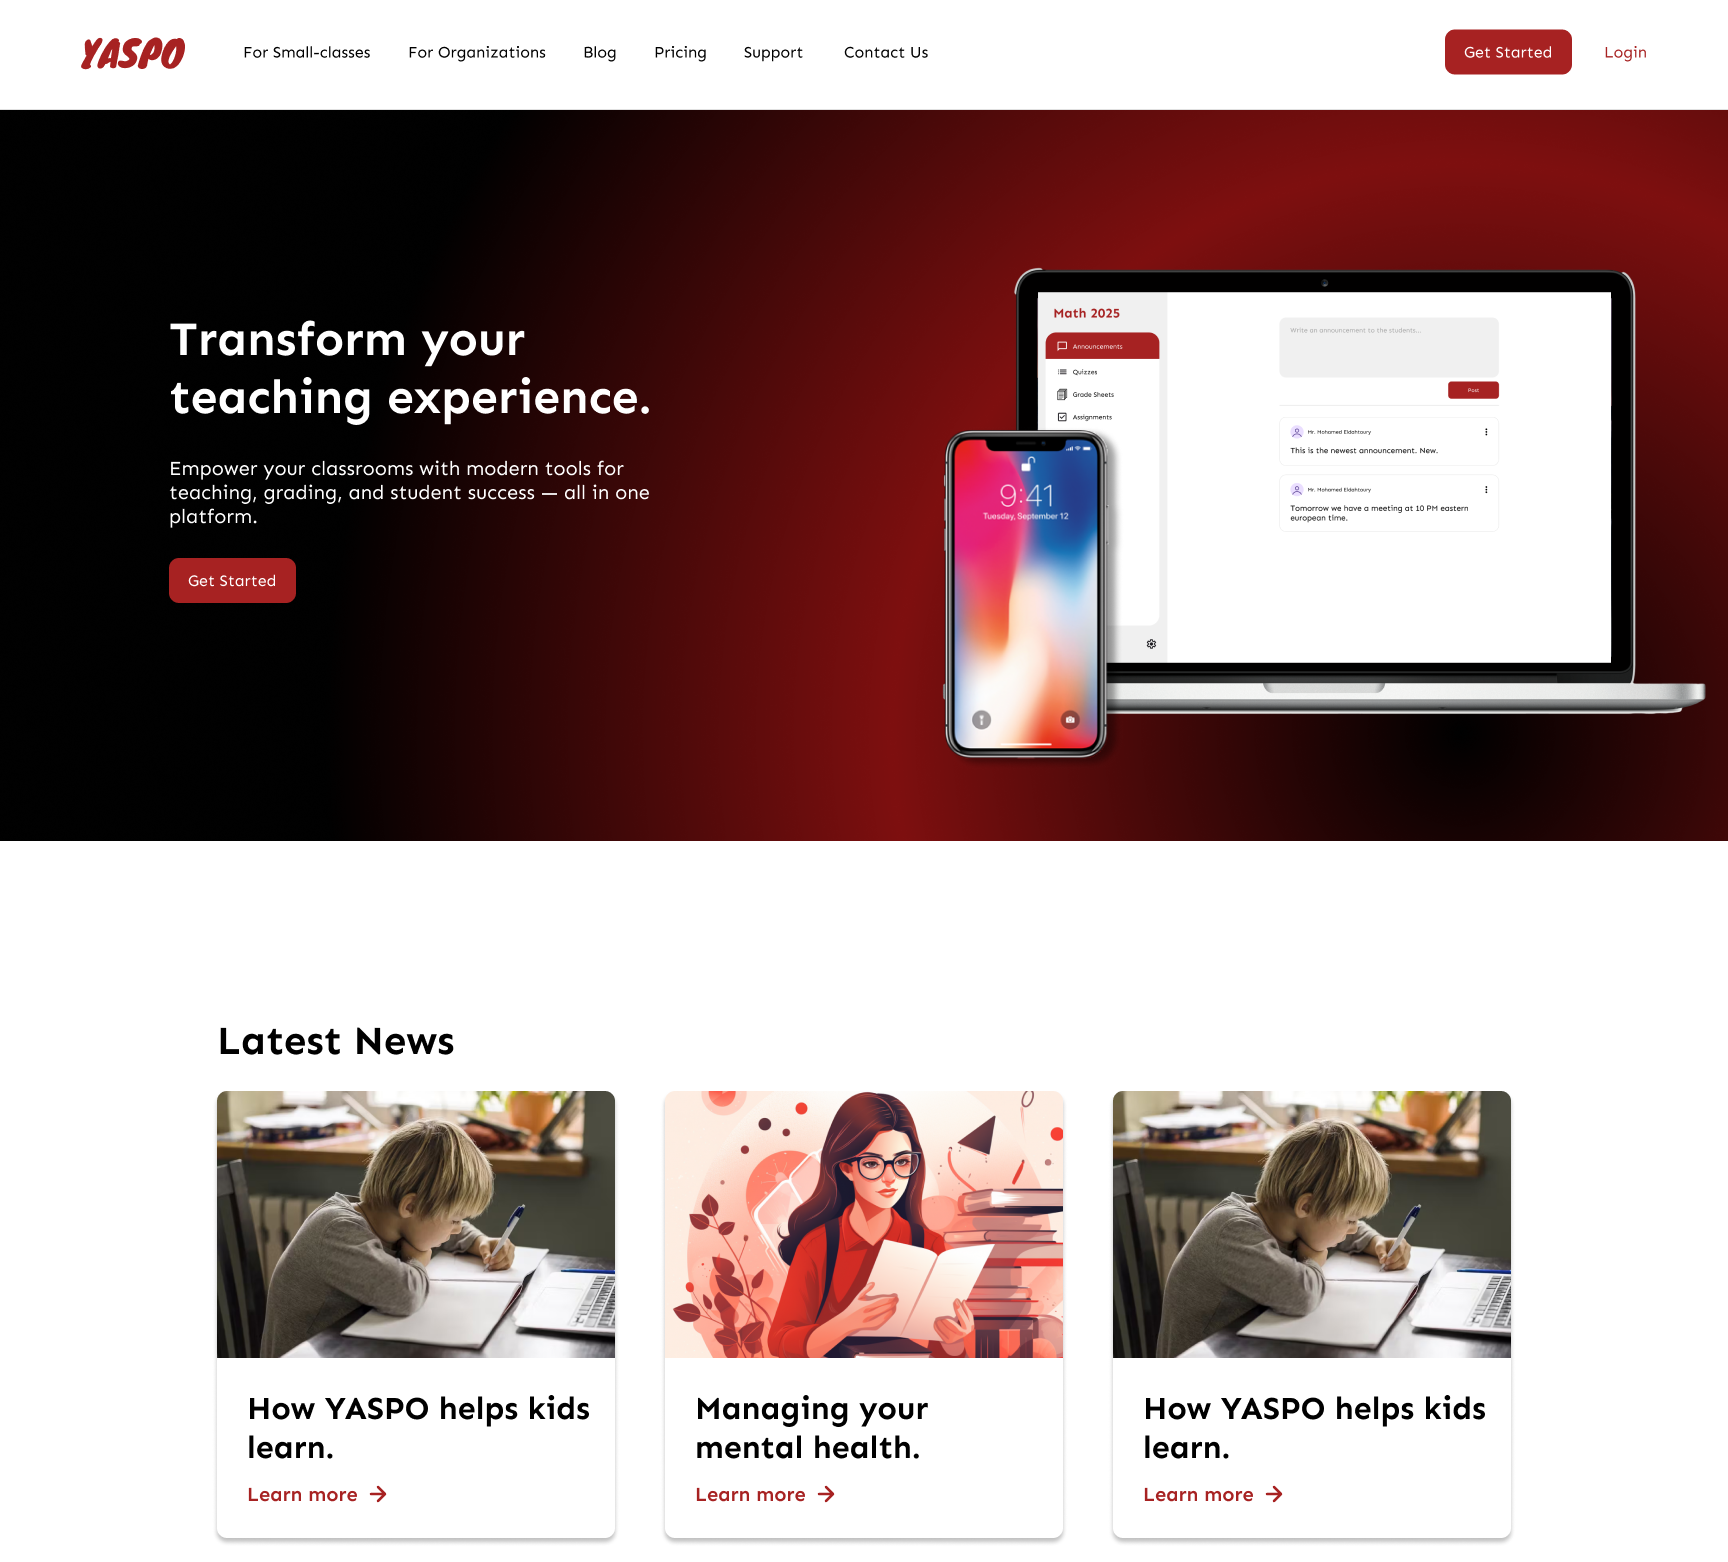 YASPO
For Small-classes
For Organizations
Blog
Pricing
Support
Contact Us
Get Started
Login
Transform your
teaching experience.
Empower your classrooms with modern tools for
teaching, grading, and student success — all in one
platform.
Get Started
Math 2025
Announcements
Quizzes
Grade Sheets
Assignments
Write an announcement to the students...
Post
Mr. Mohamed Eldahtoury
This is the newest announcement. New.
Mr. Mohamed Eldahtoury
Tomorrow we have a meeting at 10 PM eastern
european time.
9:41
Tuesday, September 12
Latest News
How YASPO helps kids
learn.
Learn more
Managing your
mental health.
Learn more
How YASPO helps kids
learn.
Learn more